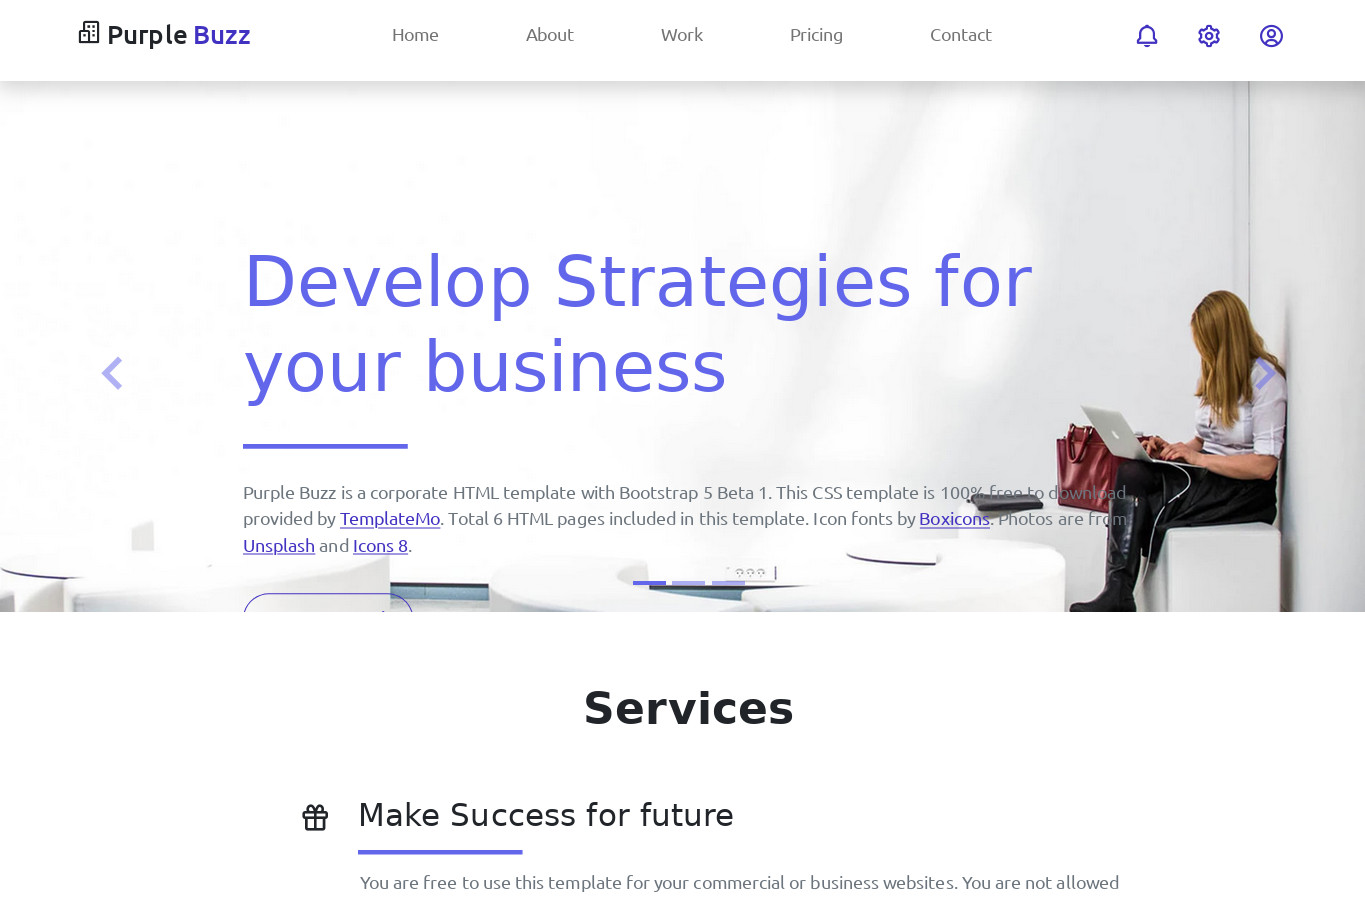 Purple Buzz
Home
About
Work
Pricing
Contact
Develop Strategies for
your business
Purple Buzz is a corporate HTML template with Bootstrap 5 Beta 1. This CSS template is 100% free to download
provided by TemplateMo. Total 6 HTML pages included in this template. Icon fonts by Boxicons. Photos are from
Unsplash and Icons 8.
Services
Make Success for future
You are free to use this template for your commercial or business websites. You are not allowed